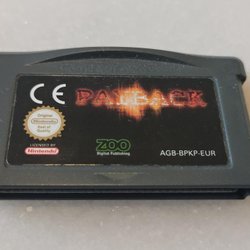 CE PAYBACK
Original
Nintendo
Seal of
Quality
LICENSED BY
Nintendo
ZOO
Digital Publishing
AGB-BPKP-EUR